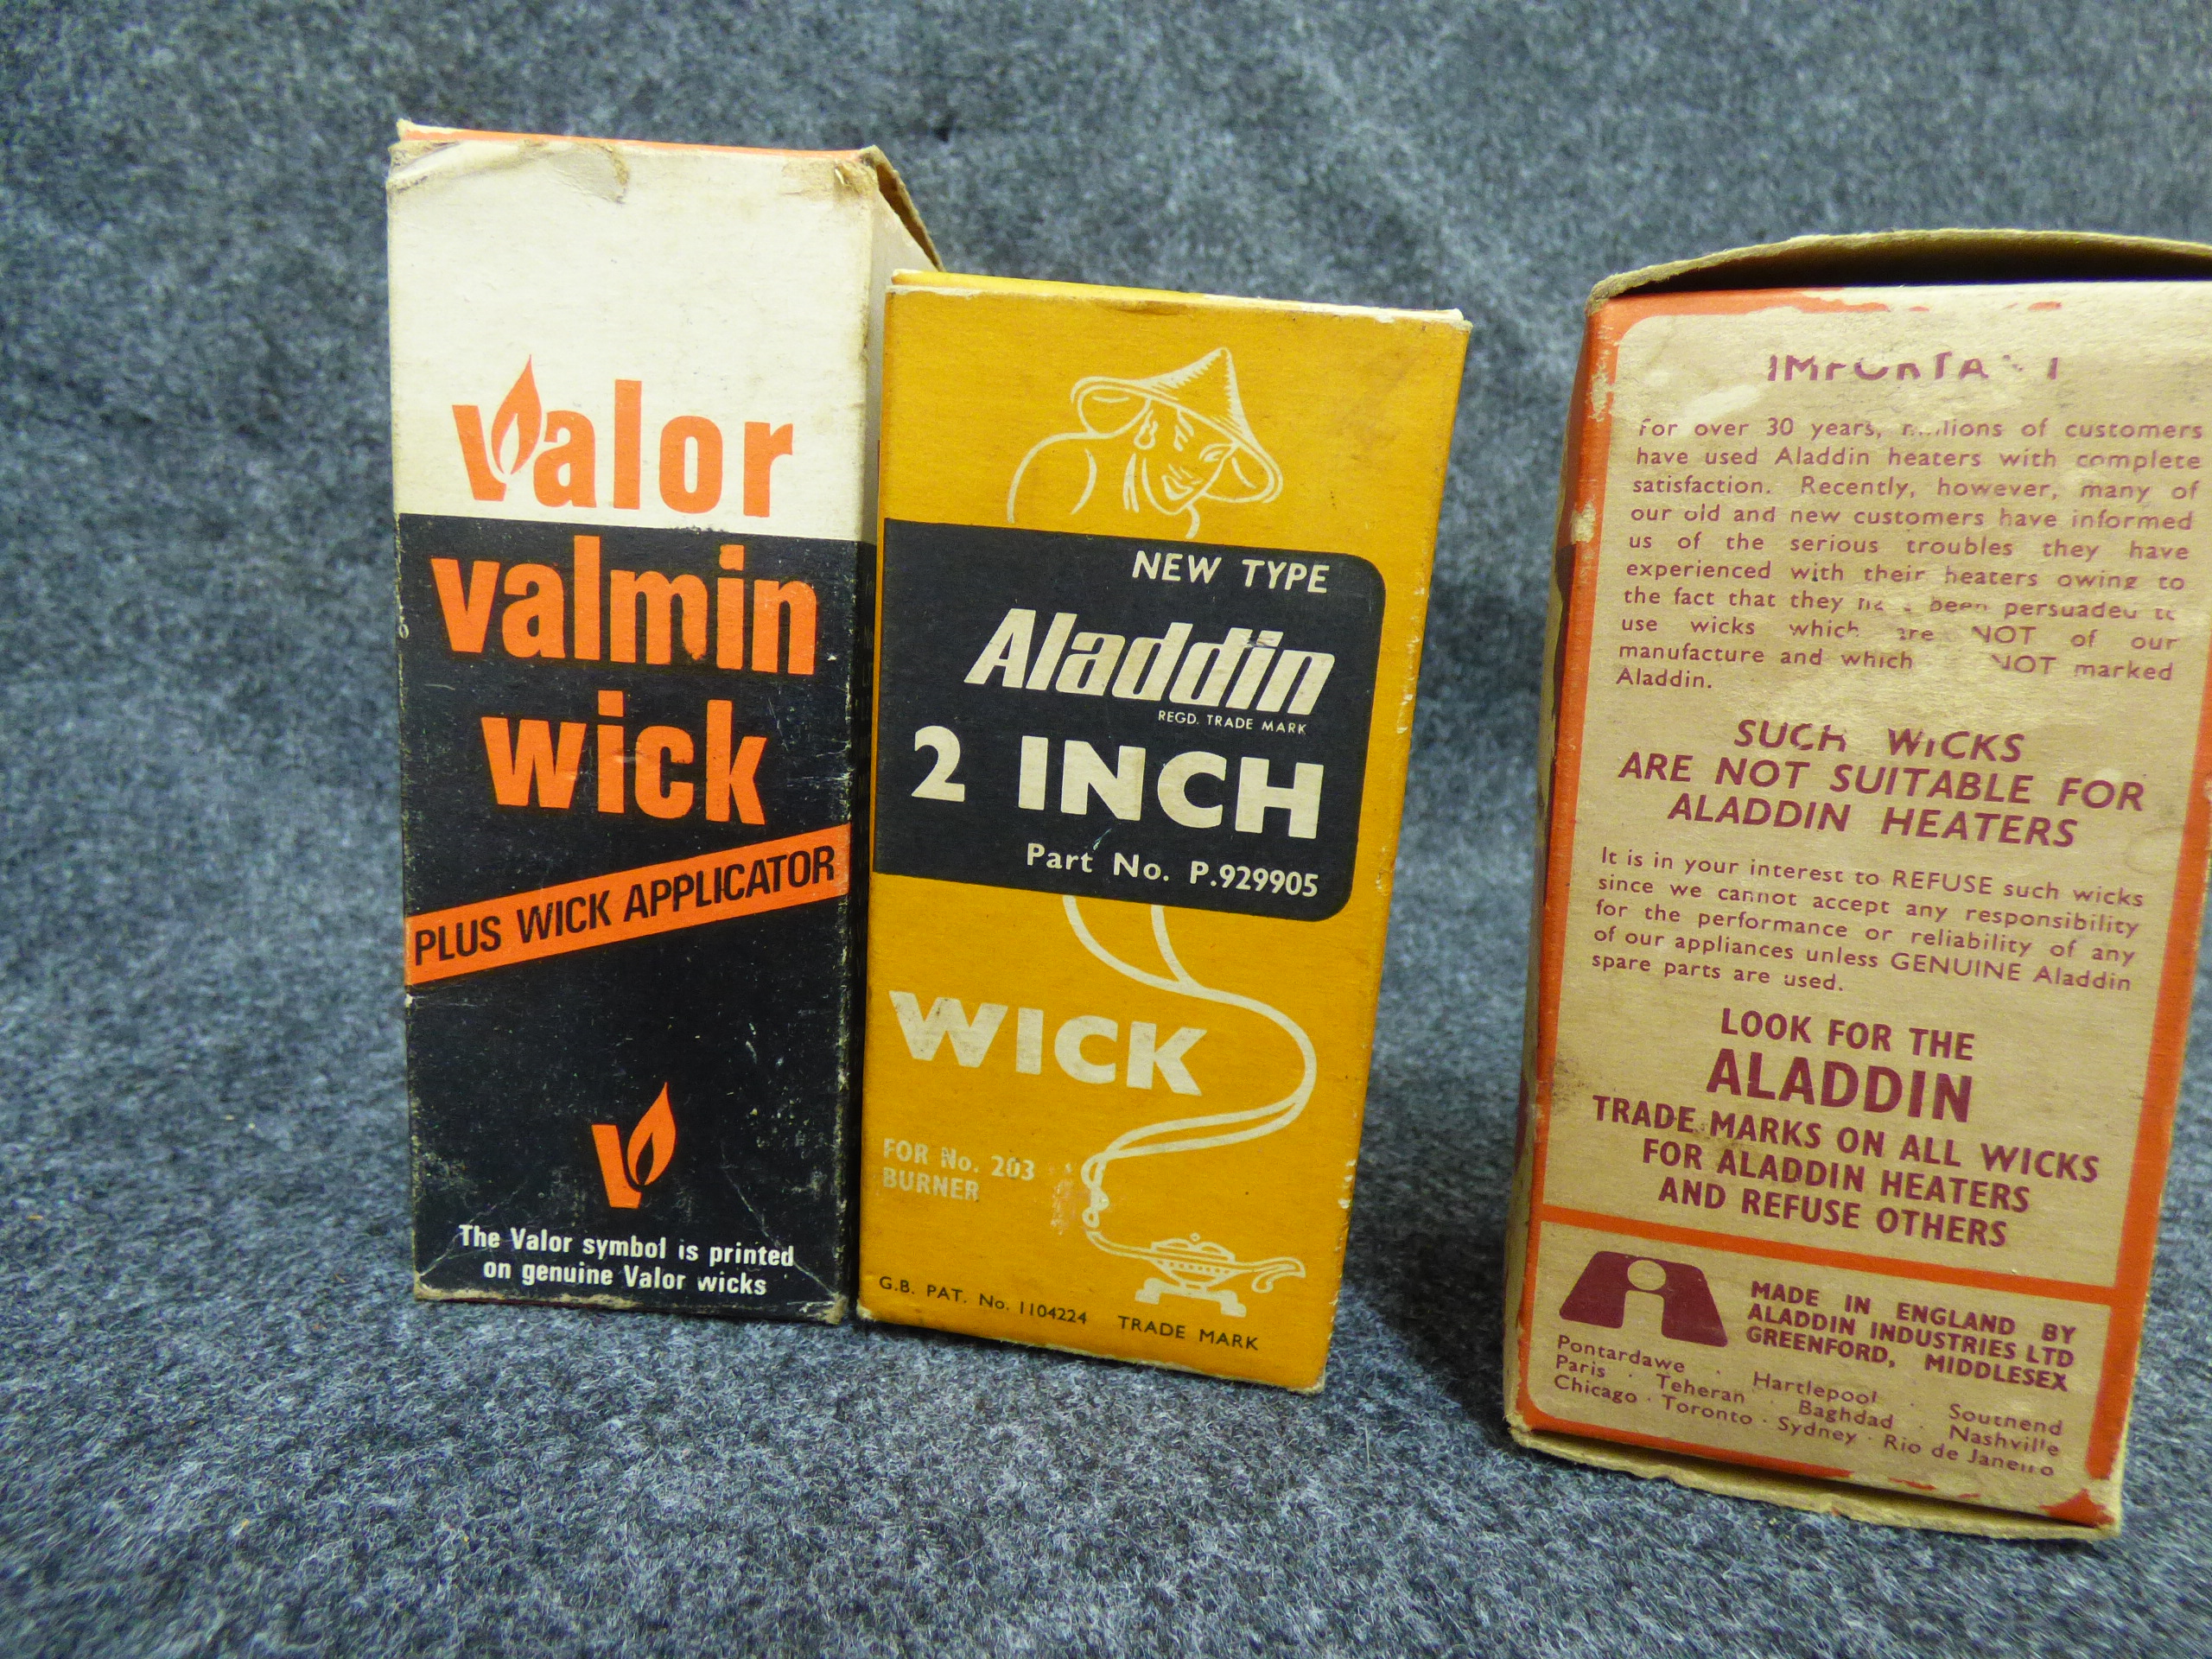 valor
valmin
wick
PLUS WICK APPLICATOR
The Valor symbol is printed
on genuine Valor wicks
NEW TYPE
Aladdin
REGD. TRADE MARK
2 INCH
Part No. P.929905
WICK
FOR No. 203
BURNER
G.B. PAT. No. 1104224 TRADE MARK
IMPORTANT
For over 30 years, millions of customers
have used Aladdin heaters with complete
satisfaction. Recently, however, many of
our old and new customers have informed
us of the serious troubles they have
experienced with their heaters owing to
the fact that they have been persuaded to
use wicks which are NOT of our
manufacture and which NOT marked
Aladdin.
SUCH WICKS
ARE NOT SUITABLE FOR
ALADDIN HEATERS
It is in your interest to REFUSE such wicks
since we cannot accept any responsibility
for the performance or reliability of any
of our appliances unless GENUINE Aladdin
spare parts are used.
LOOK FOR THE
ALADDIN
TRADE MARKS ON ALL WICKS
FOR ALADDIN HEATERS
AND REFUSE OTHERS
MADE IN ENGLAND BY
ALADDIN INDUSTRIES LTD
GREENFORD, MIDDLESEX
Pontardawe · Hartlepool · Southend
Paris · Teheran · Baghdad · Nashville
Chicago · Toronto · Sydney · Rio de Janeiro